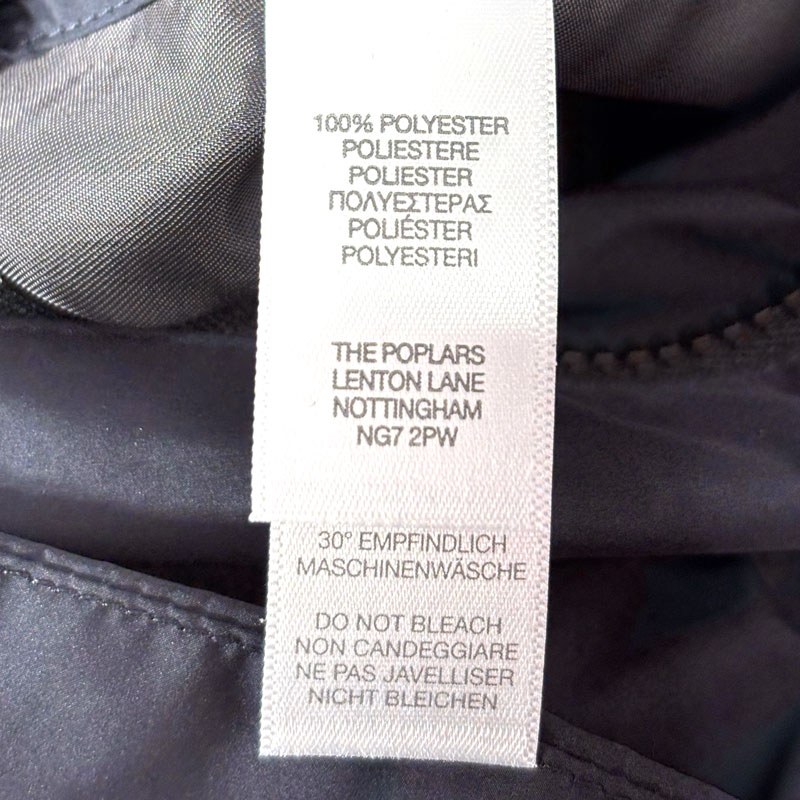 100% POLYESTER
POLIESTERE
POLIESTER
ΠΟΛΥΕΣΤΕΡΑΣ
POLIÉSTER
POLYESTERI
THE POPLARS
LENTON LANE
NOTTINGHAM
NG7 2PW
30° EMPFINDLICH
MASCHINENWÄSCHE
DO NOT BLEACH
NON CANDEGGIARE
NE PAS JAVELLISER
NICHT BLEICHEN